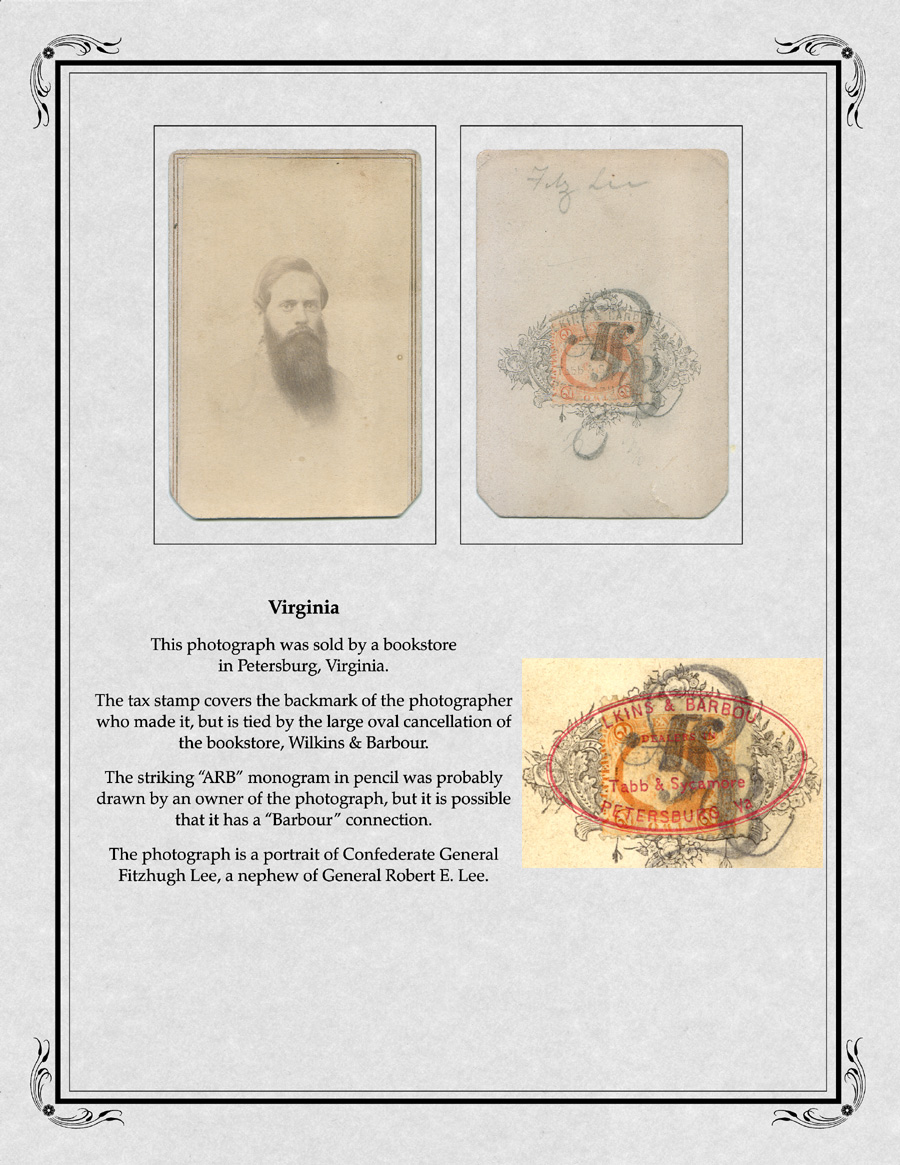 Fitz Lee
Virginia
This photograph was sold by a bookstore
in Petersburg, Virginia.
The tax stamp covers the backmark of the photographer
who made it, but is tied by the large oval cancellation of
the bookstore, Wilkins & Barbour.
The striking “ARB” monogram in pencil was probably
drawn by an owner of the photograph, but it is possible
that it has a “Barbour” connection.
The photograph is a portrait of Confederate General
Fitzhugh Lee, a nephew of General Robert E. Lee.
LKINS & BARBOU
DEALERS IN
Tabb & Sycamore
PETERSBURG Va